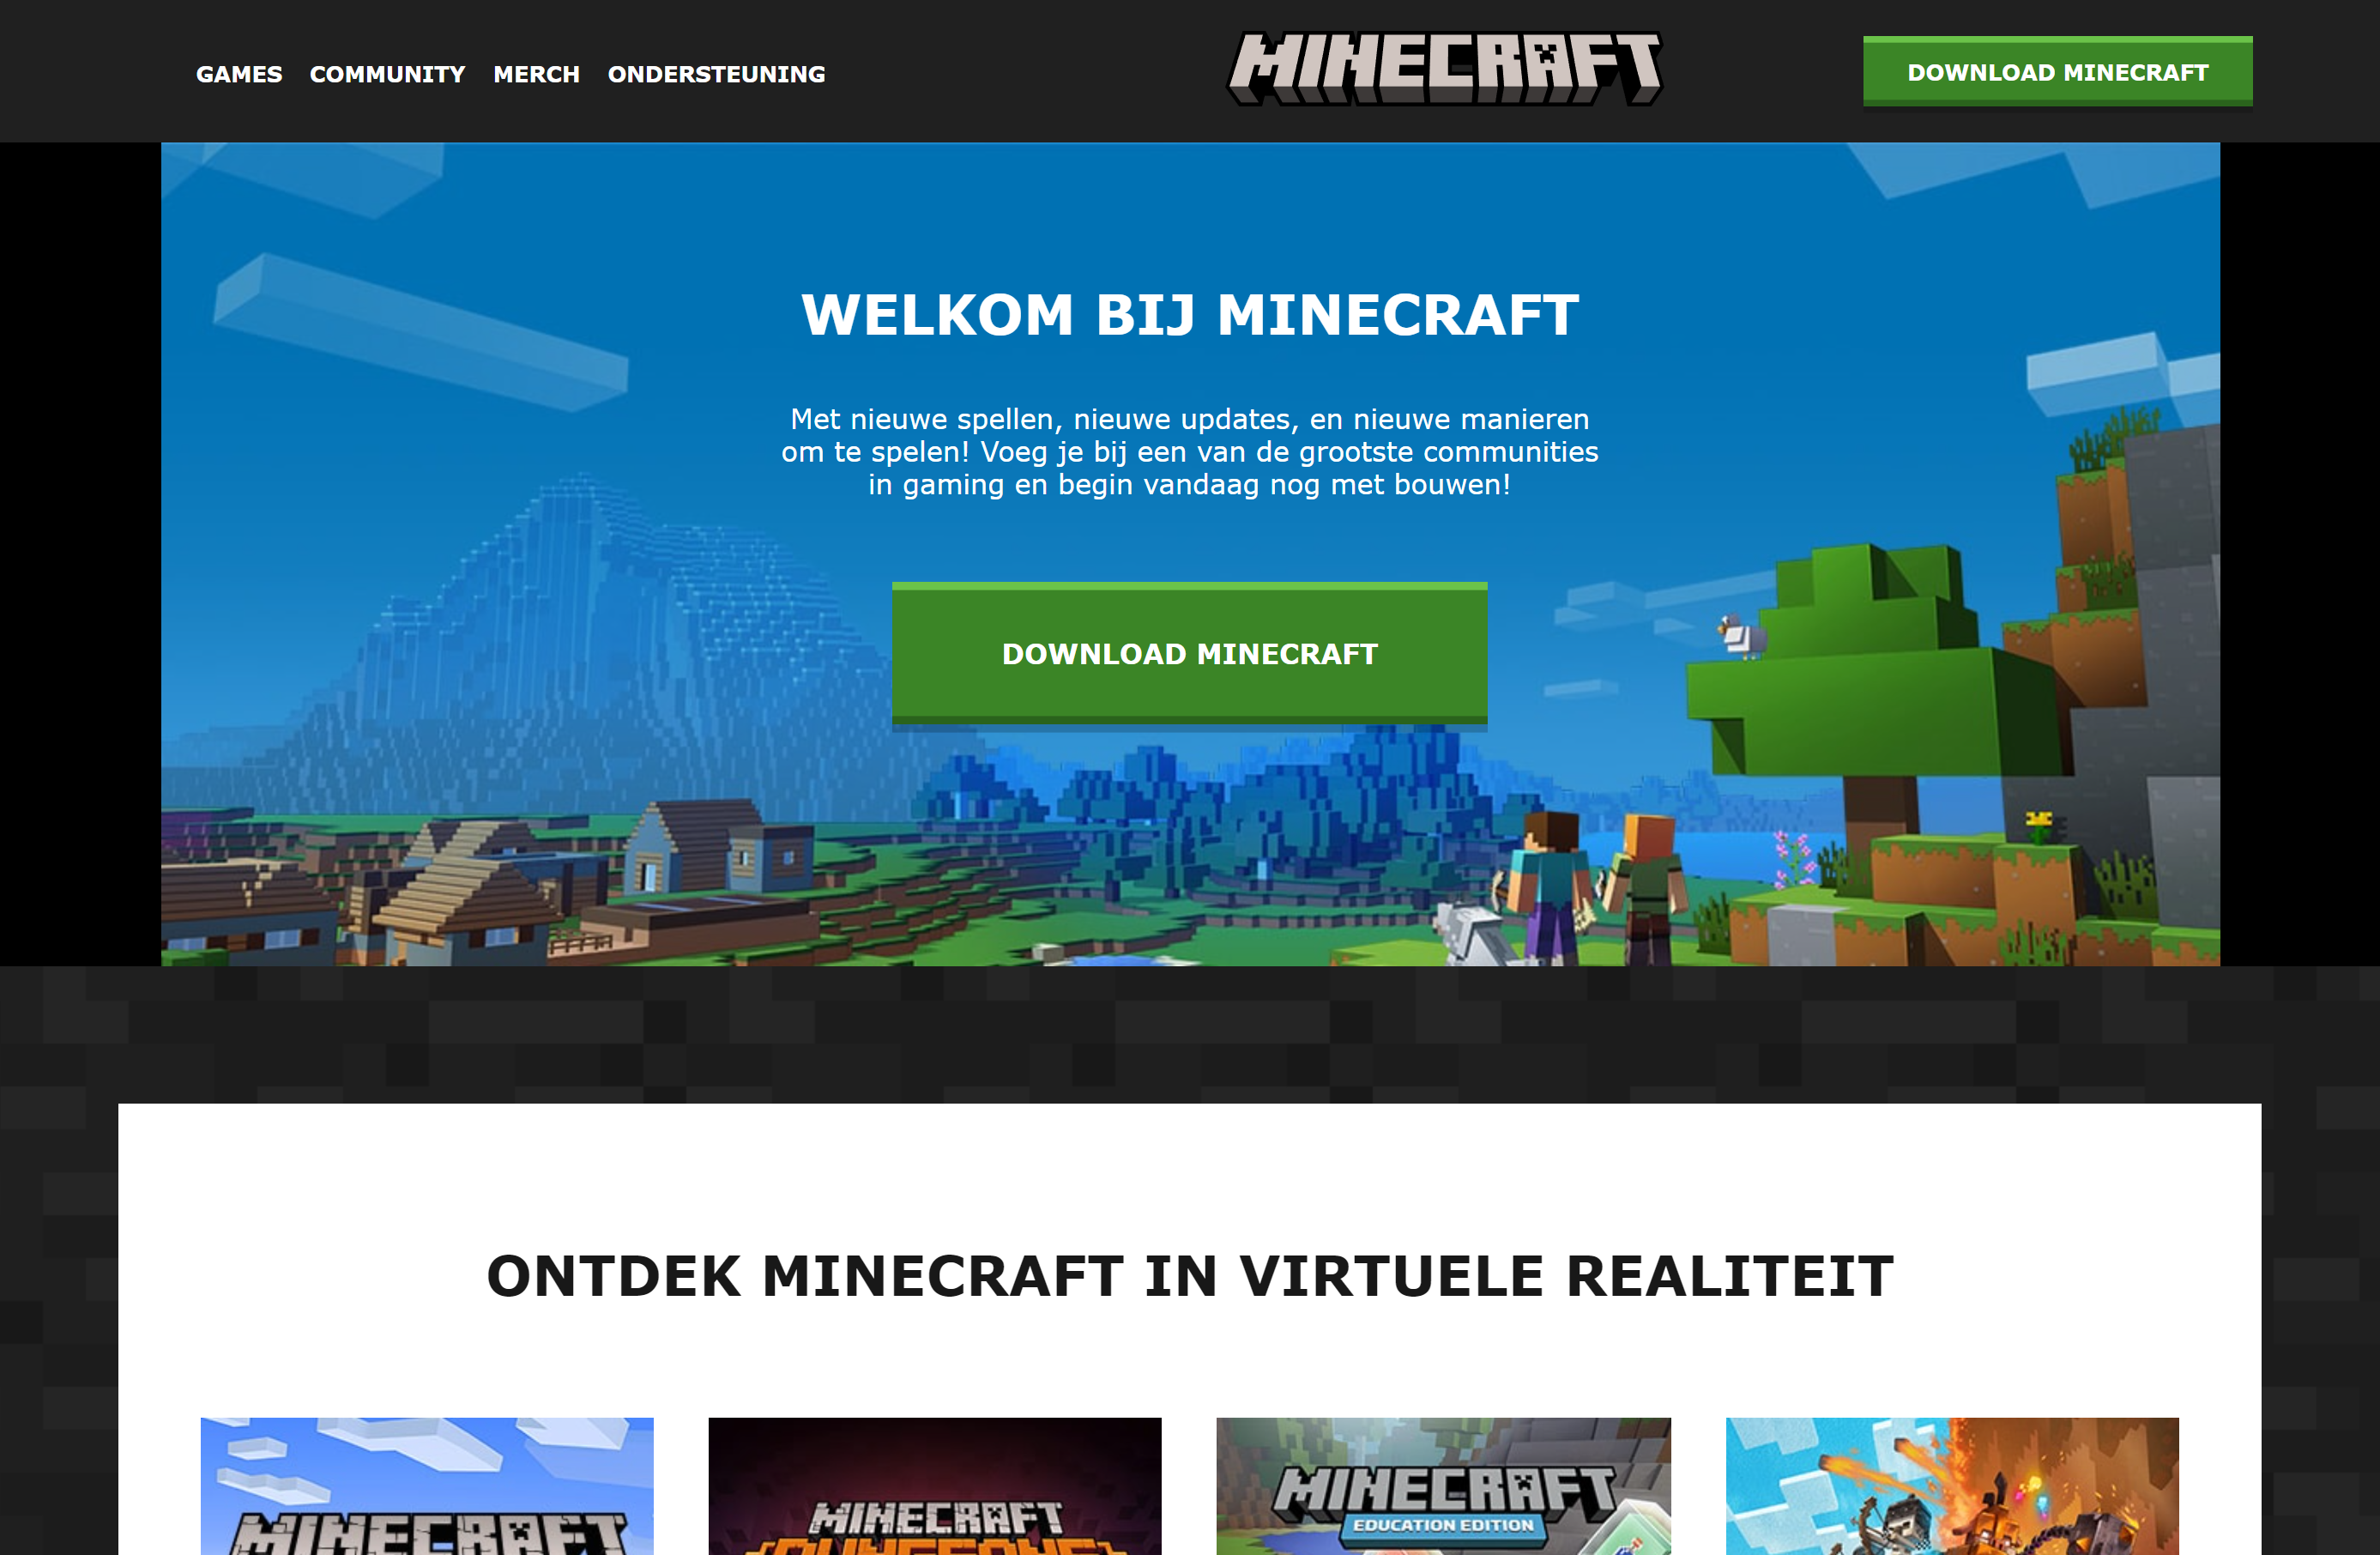 GAMES COMMUNITY MERCH ONDERSTEUNING
MINECRAFT
DOWNLOAD MINECRAFT
WELKOM BIJ MINECRAFT
Met nieuwe spellen, nieuwe updates, en nieuwe manieren
om te spelen! Voeg je bij een van de grootste communities
in gaming en begin vandaag nog met bouwen!
DOWNLOAD MINECRAFT
ONTDEK MINECRAFT IN VIRTUELE REALITEIT
MINECRAFT
MINECRAFT
DUNGEONS
MINECRAFT
EDUCATION EDITION